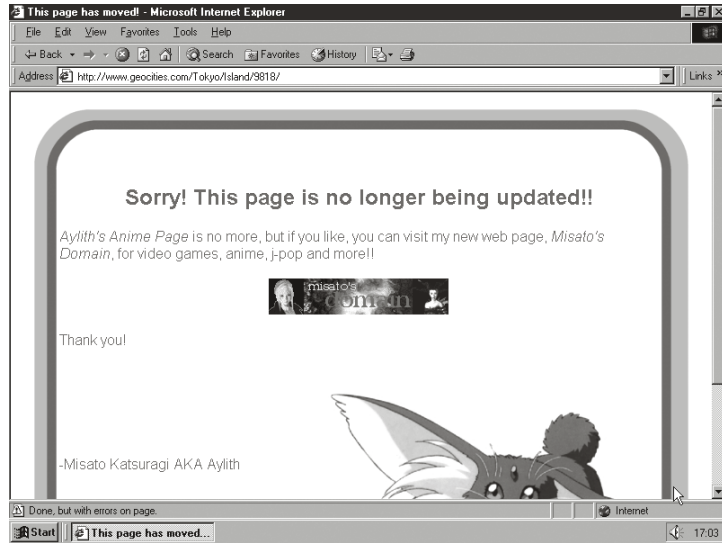 This page has moved! - Microsoft Internet Explorer
File Edit View Favorites Tools Help
Back Search Favorites History
Address http://www.geocities.com/Tokyo/Island/9818/ Links »
Sorry! This page is no longer being updated!!
Aylith's Anime Page is no more, but if you like, you can visit my new web page, Misato's
Domain, for video games, anime, j-pop and more!!
misato's
domain
Thank you!
-Misato Katsuragi AKA Aylith
Done, but with errors on page. Internet
Start This page has moved... 17:03